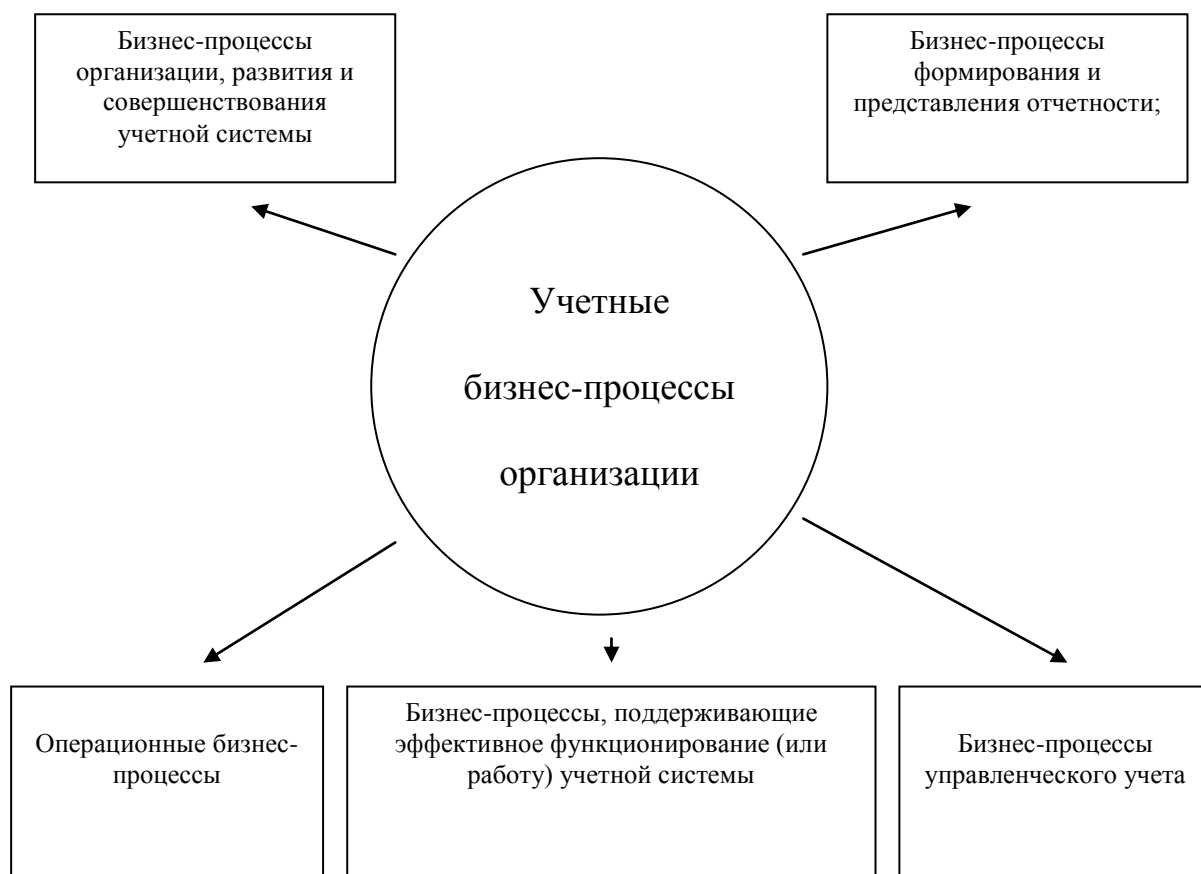 Бизнес-процессы
организации, развития и
совершенствования
учетной системы
Бизнес-процессы
формирования и
представления отчетности;
Учетные
бизнес-процессы
организации
Операционные бизнес-
процессы
Бизнес-процессы, поддерживающие
эффективное функционирование (или
работу) учетной системы
Бизнес-процессы
управленческого учета